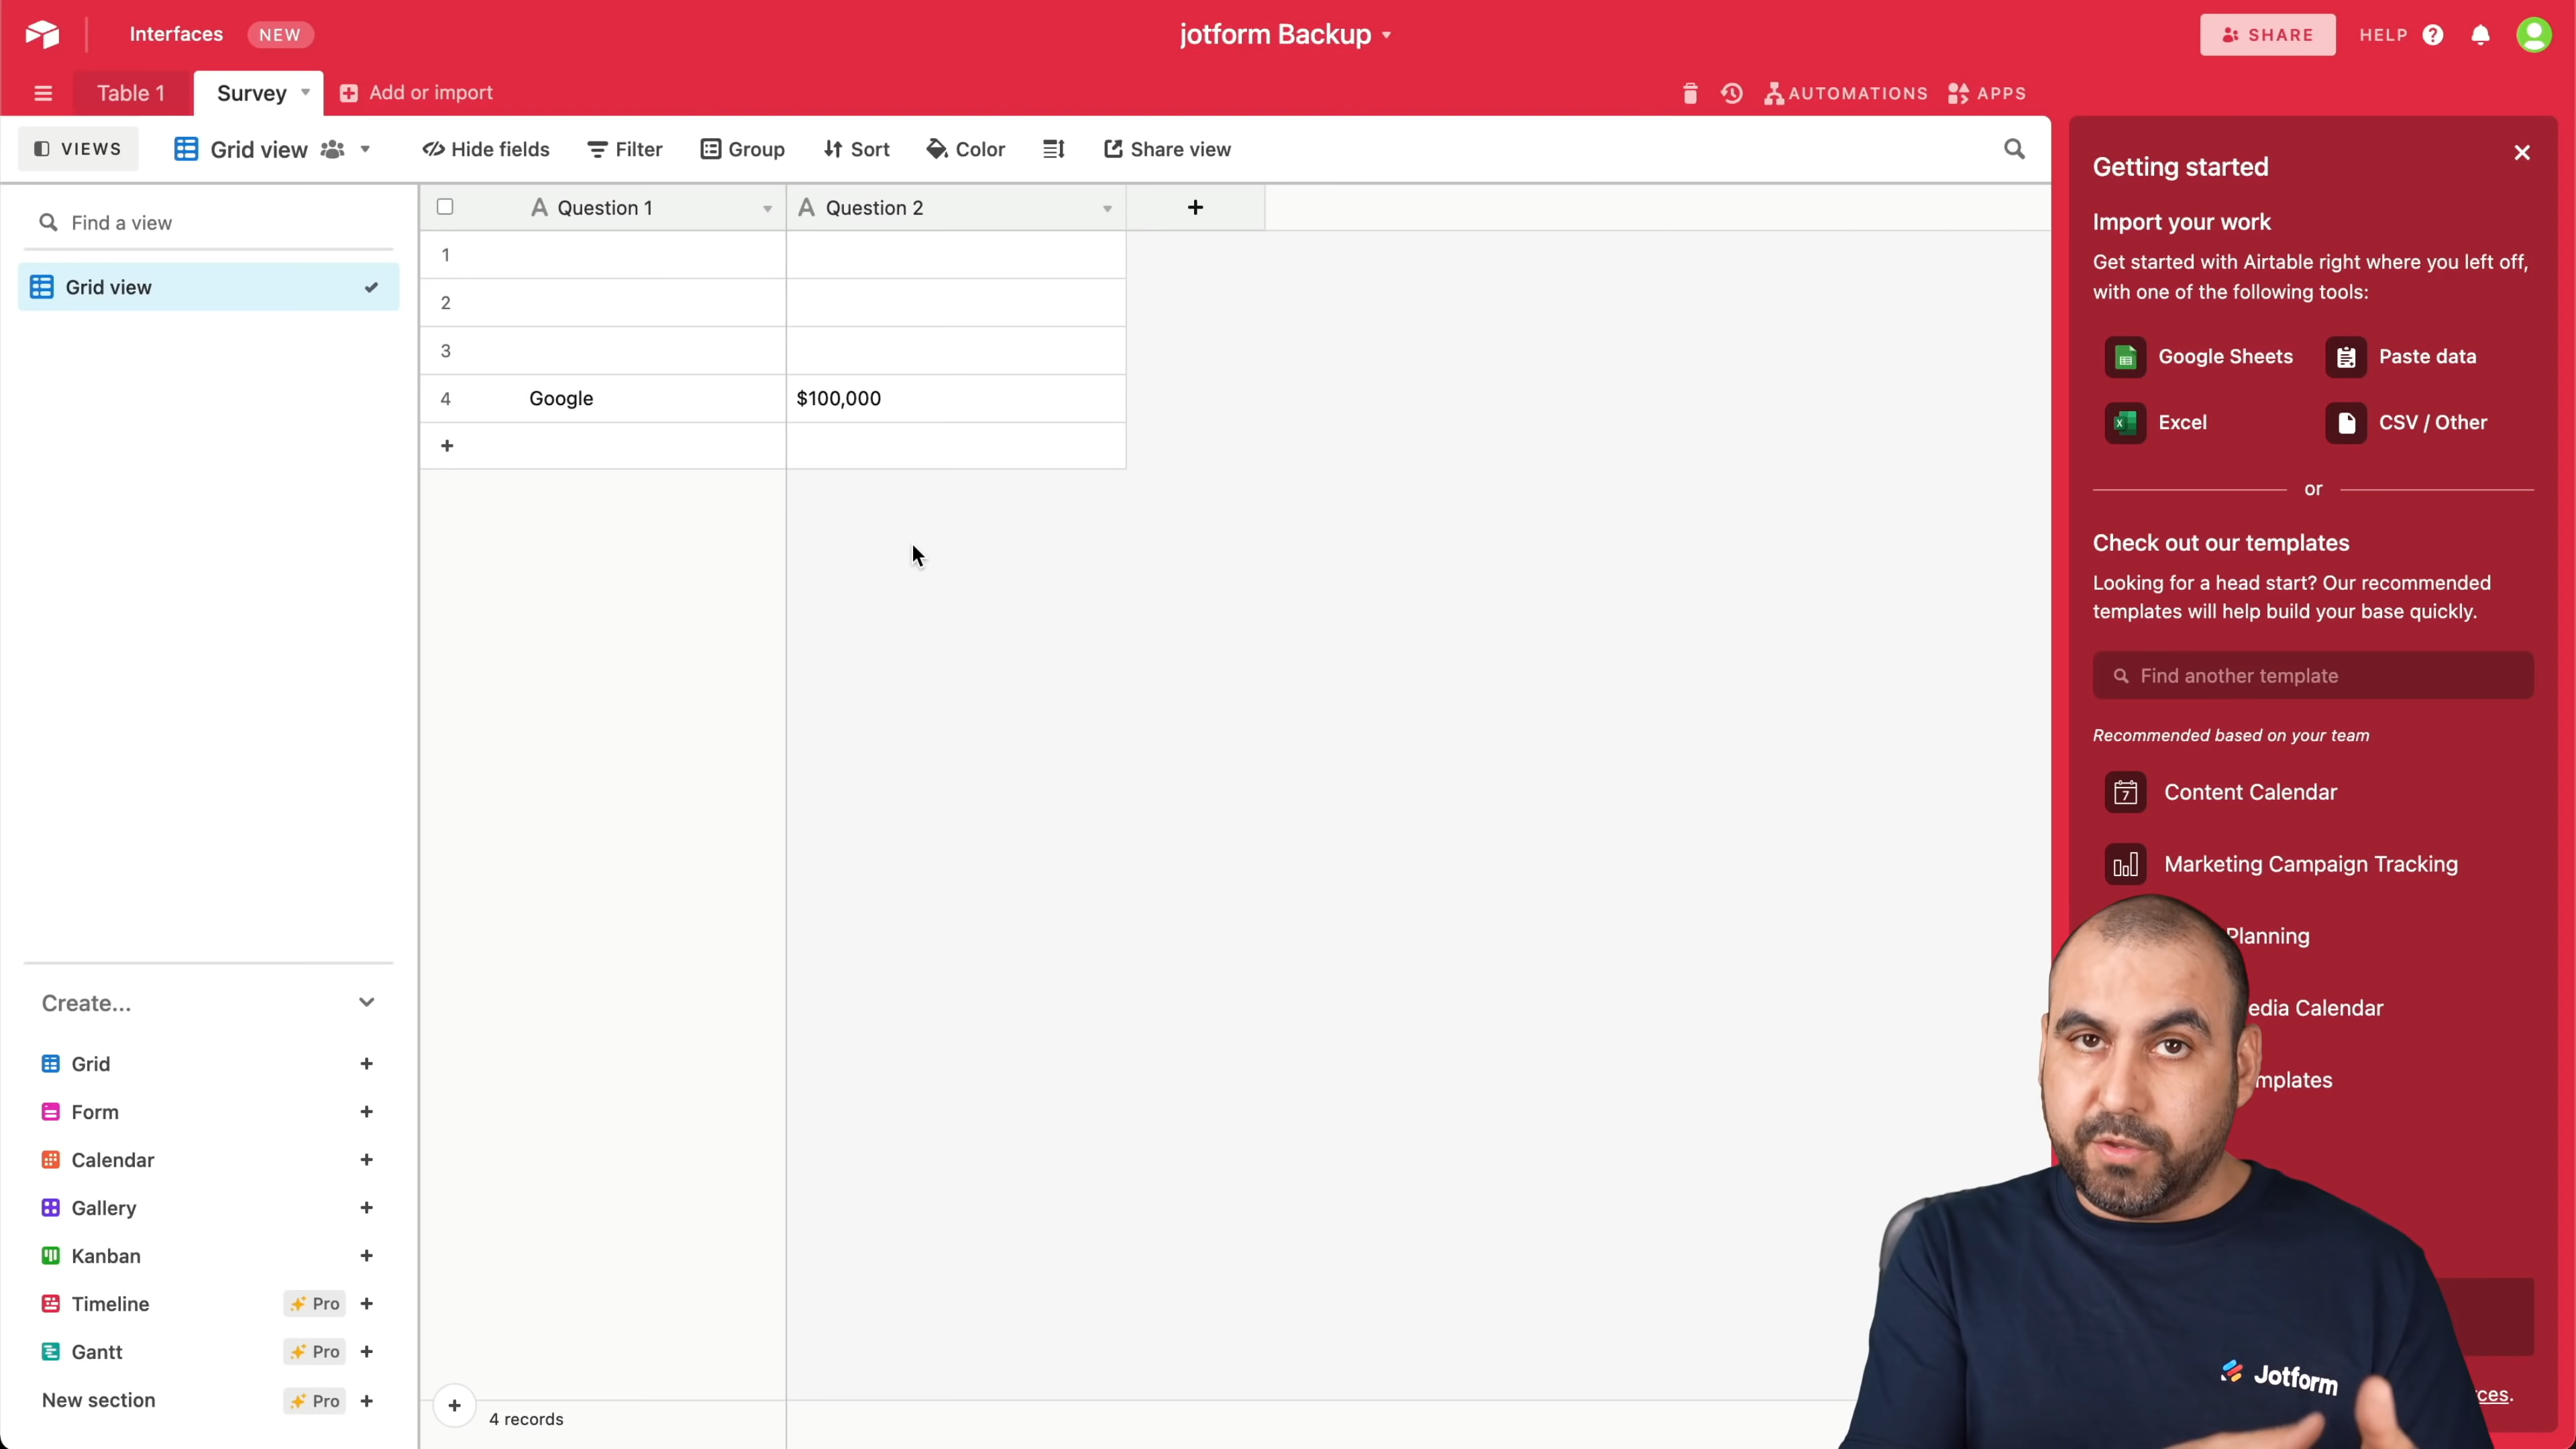 Interfaces NEW
jotform Backup
SHARE HELP
Table 1
Survey
Add or import
AUTOMATIONS
APPS
VIEWS
Grid view
Hide fields
Filter
Group
Sort
Color
Share view
Find a view
Grid view
Question 1
Question 2
1
2
3
4 Google $100,000
4 records
Create...
Grid
Form
Calendar
Gallery
Kanban
Timeline Pro
Gantt Pro
New section Pro
Getting started
Import your work
Get started with Airtable right where you left off,
with one of the following tools:
Google Sheets
Paste data
Excel
CSV / Other
or
Check out our templates
Looking for a head start? Our recommended
templates will help build your base quickly.
Find another template
Recommended based on your team
7 Content Calendar
Marketing Campaign Tracking
Planning
Calendar
Jotform